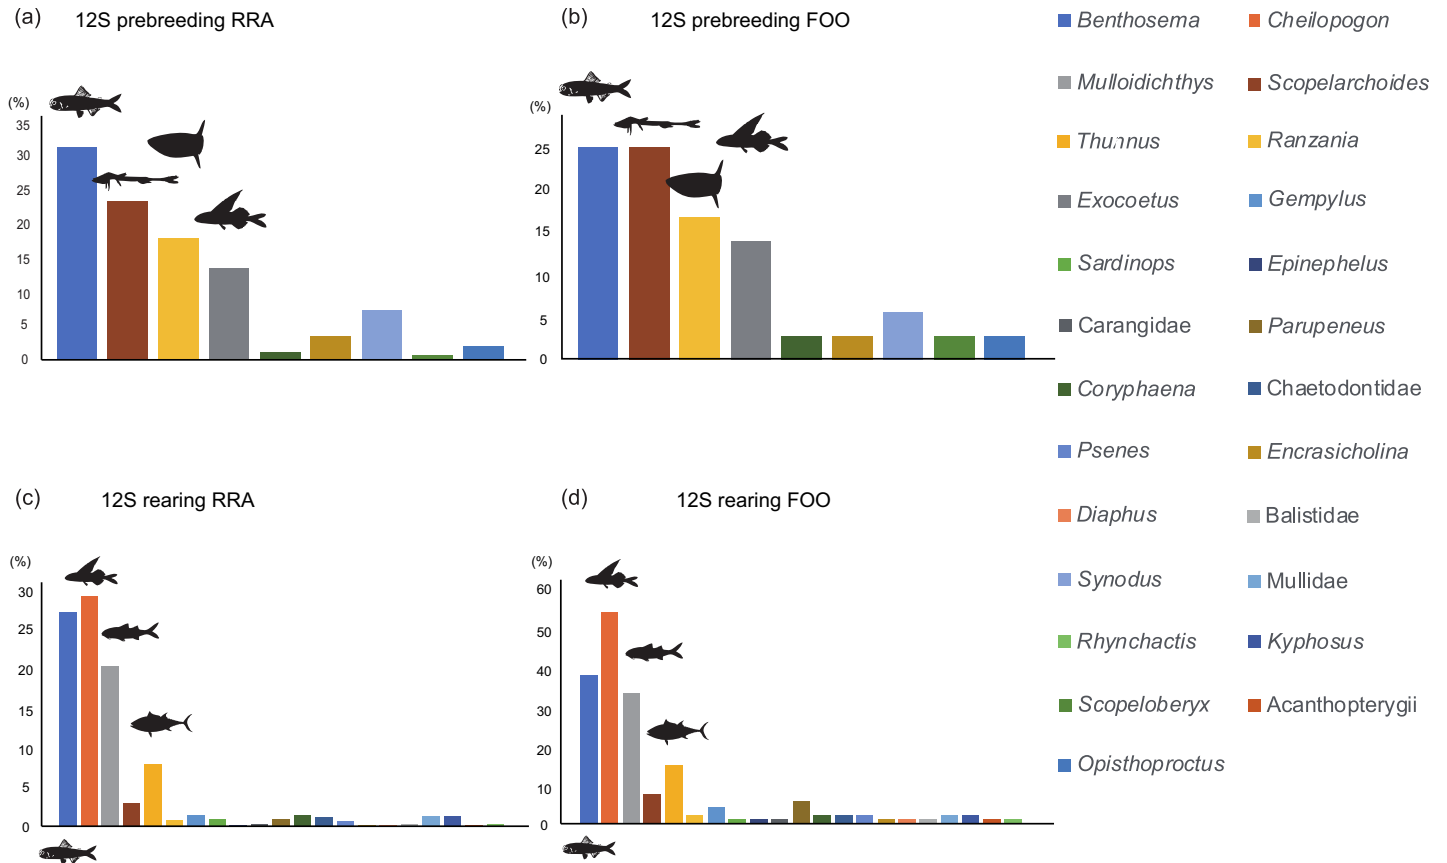 (a) 12S prebreeding RRA
(%)
35
30
25
20
15
10
5
0
(b) 12S prebreeding FOO
(%)
25
20
15
10
5
0
(c) 12S rearing RRA
(%)
30
25
20
15
10
5
0
(d) 12S rearing FOO
(%)
60
50
40
30
20
10
0
Benthosema Cheilopogon
Mulloidichthys Scopelarchoides
Thunnus Ranzania
Exocoetus Gempylus
Sardinops Epinephelus
Carangidae Parupeneus
Coryphaena Chaetodontidae
Psenes Encrasicholina
Diaphus Balistidae
Synodus Mullidae
Rhynchactis Kyphosus
Scopeloberyx Acanthopterygii
Opisthoproctus